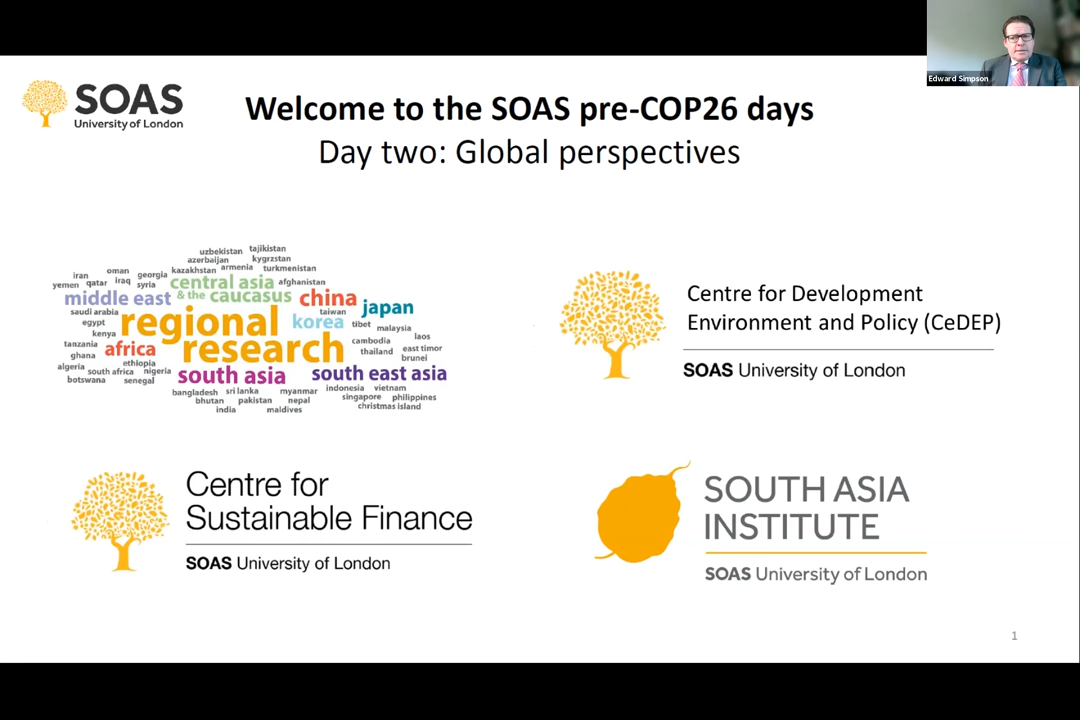 Edward Simpson
SOAS
University of London
Welcome to the SOAS pre-COP26 days
Day two: Global perspectives
uzbekistan tajikistan
azerbaijan kygrzstan
iran oman georgia kazakhstan armenia turkmenistan
yemen qatar iraq syria central asia afghanistan
middle east & the caucasus china japan
saudi arabia regional taiwan
egypt korea tibet malaysia
kenya research cambodia laos
tanzania africa thailand east timor
ghana ethiopia brunei
algeria south africa nigeria south asia south east asia
botswana senegal
bangladesh sri lanka myanmar indonesia vietnam
bhutan pakistan nepal singapore philippines
india maldives christmas island
Centre for Development
Environment and Policy (CeDEP)
SOAS University of London
Centre for
Sustainable Finance
SOAS University of London
SOUTH ASIA
INSTITUTE
SOAS University of London
1